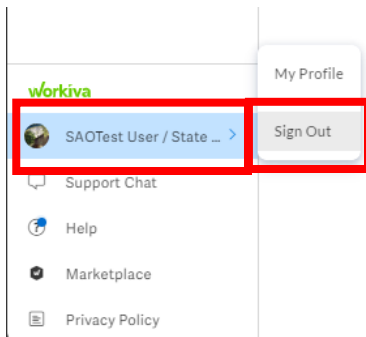 workiva
SAOTest User / State ...
Support Chat
Help
Marketplace
Privacy Policy
My Profile
Sign Out